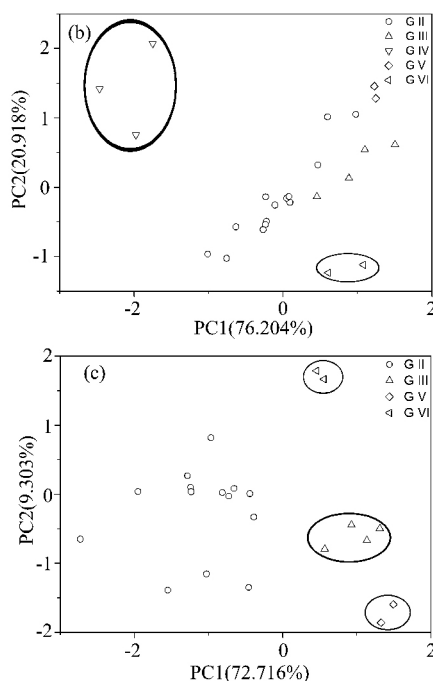 (b)
○ G II
△ G III
▽ G IV
◇ G V
◁ G VI
2
1
0
-1
PC2(20.918%)
-2
0
2
PC1(76.204%)
(c)
○ G II
△ G III
◇ G V
◁ G VI
2
1
0
-1
-2
PC2(9.303%)
-2
0
2
PC1(72.716%)